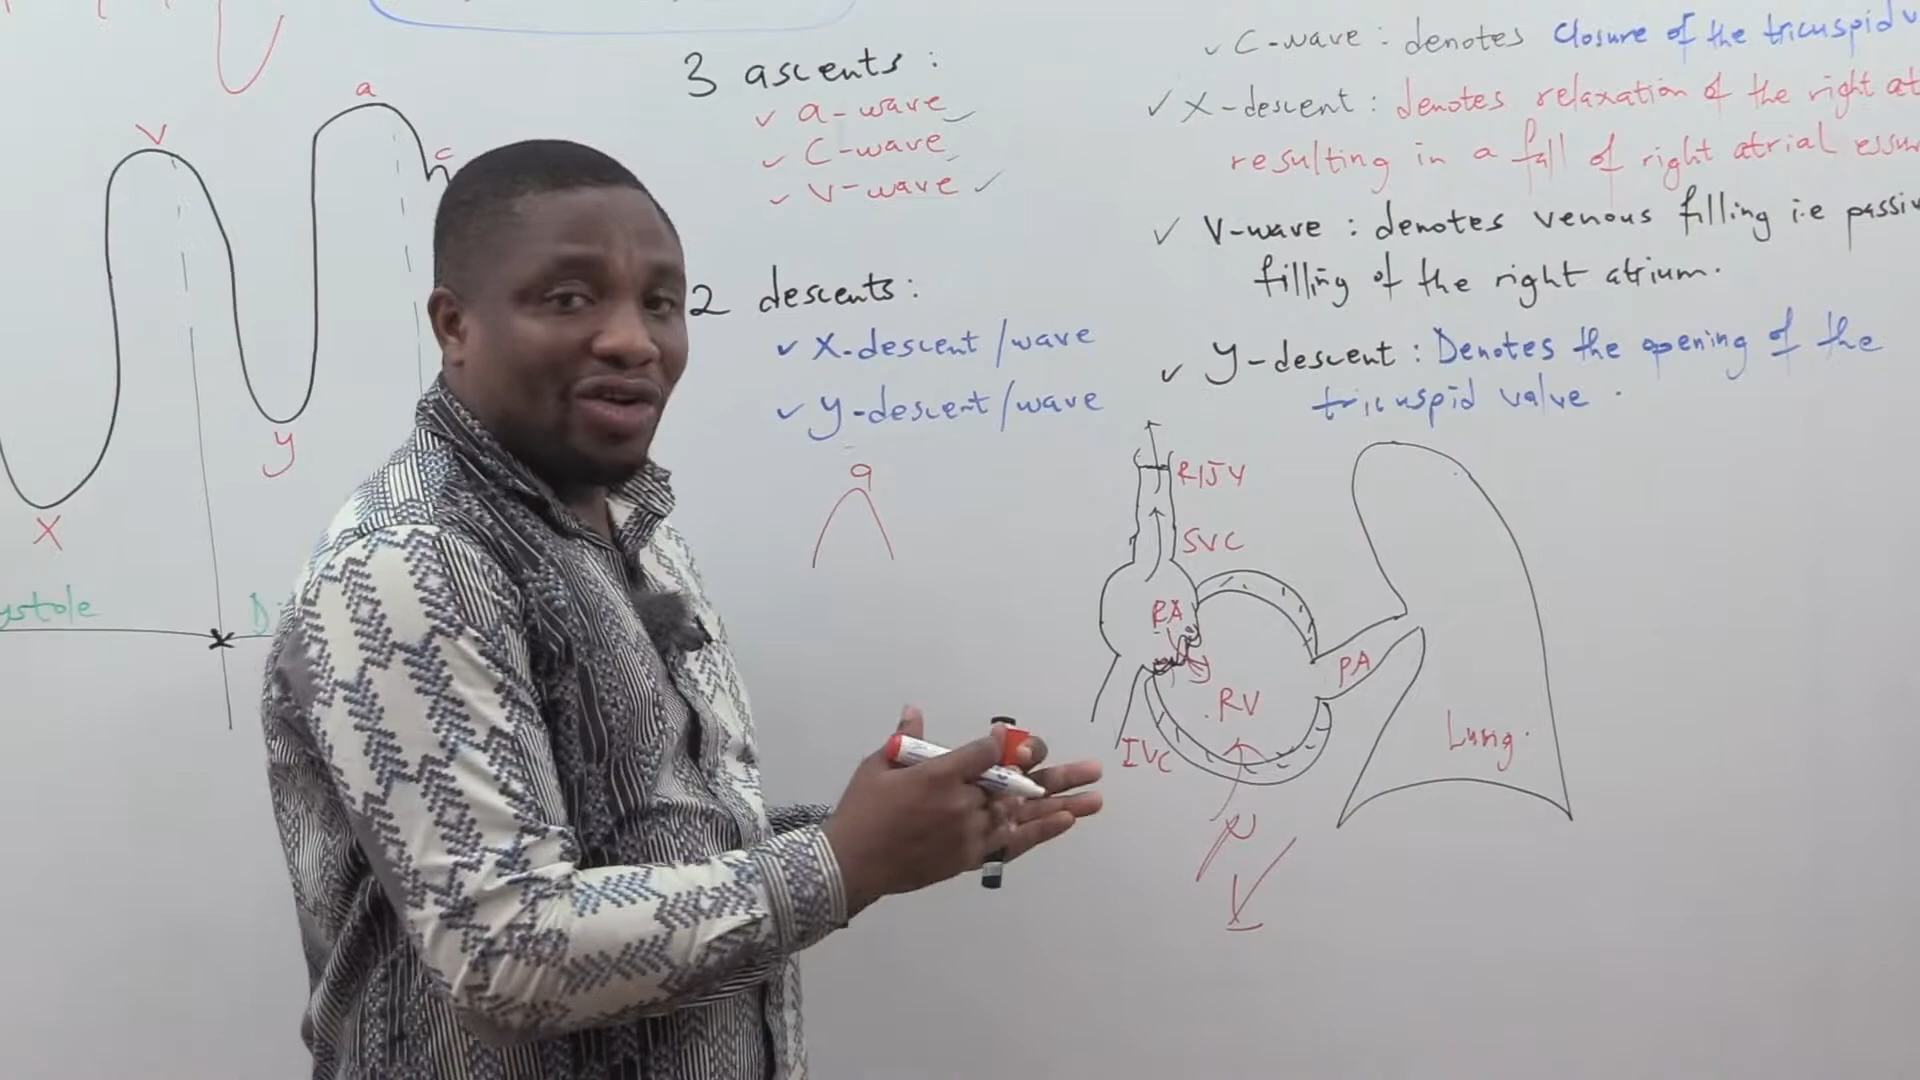 a
V
c
y
X
ystole
Di
3 ascents:
✓ a-wave ✓
✓ C-wave
✓ V-wave ✓
2 descents:
✓ X-descent/wave
✓ y-descent/wave
a
✓ C-wave: denotes closure of the tricuspid v
✓ X-descent: denotes relaxation of the right at
resulting in a fall of right atrial essur
✓ V-wave: denotes venous filling i.e passiv
filling of the right atrium.
✓ y-descent: Denotes the opening of the
tricuspid valve.
RIJV
SVC
RA
RV
PA
IVC
Lung.